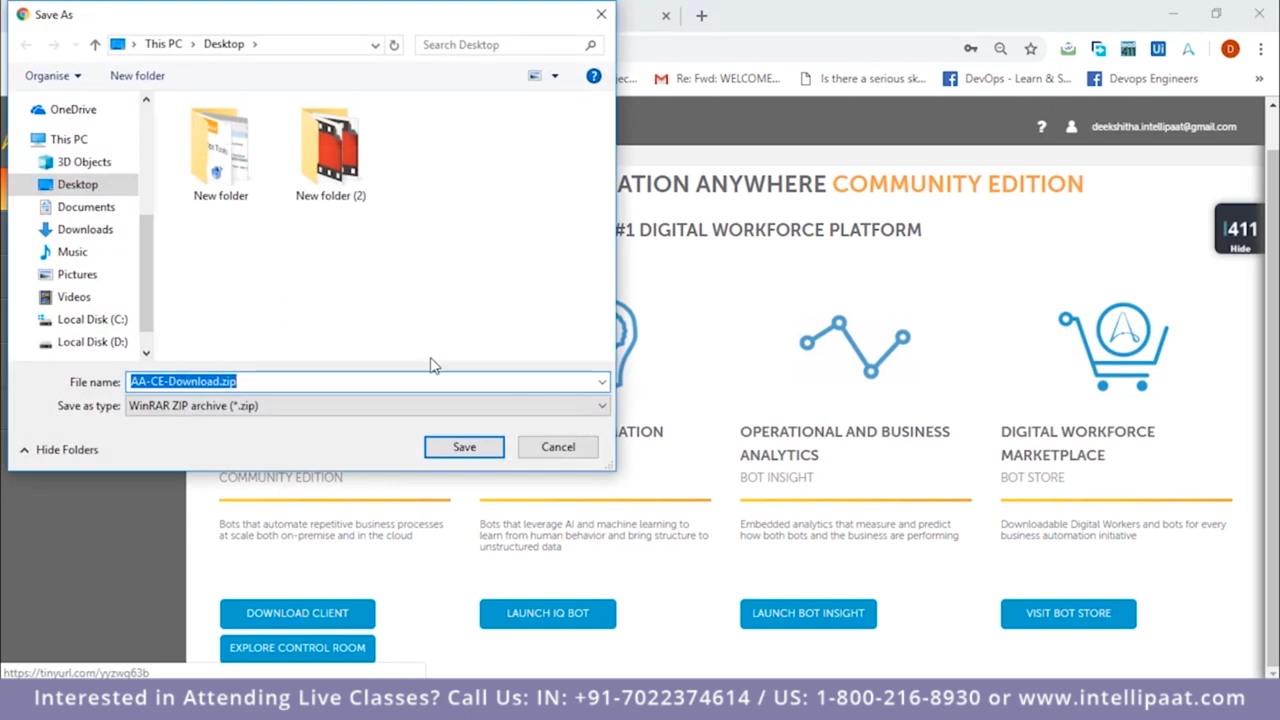 Save As
This PC
Desktop
Search Desktop
Organise
New folder
OneDrive
This PC
3D Objects
Desktop
Documents
Downloads
Music
Pictures
Videos
Local Disk (C:)
Local Disk (D:)
New folder
New folder (2)
File name:
AA-CE-Download.zip
Save as type:
WinRAR ZIP archive (*.zip)
Hide Folders
Save
Cancel
411
Ui
D
Re: Fwd: WELCOME...
Is there a serious sk...
DevOps - Learn & S...
Devops Engineers
deekshitha.intellipaat@gmail.com
ATION ANYWHERE COMMUNITY EDITION
#1 DIGITAL WORKFORCE PLATFORM
411
Hide
COMMUNITY EDITION
Bots that automate repetitive business processes
at scale both on-premise and in the cloud
DOWNLOAD CLIENT
EXPLORE CONTROL ROOM
ATION
Bots that leverage AI and machine learning to
learn from human behavior and bring structure to
unstructured data
LAUNCH IQ BOT
OPERATIONAL AND BUSINESS
ANALYTICS
BOT INSIGHT
Embedded analytics that measure and predict
how both bots and the business are performing
LAUNCH BOT INSIGHT
DIGITAL WORKFORCE
MARKETPLACE
BOT STORE
Downloadable Digital Workers and bots for every
business automation initiative
VISIT BOT STORE
https://tinyurl.com/yyzwq63b
Interested in Attending Live Classes? Call Us: IN: +91-7022374614 / US: 1-800-216-8930 or www.intellipaat.com